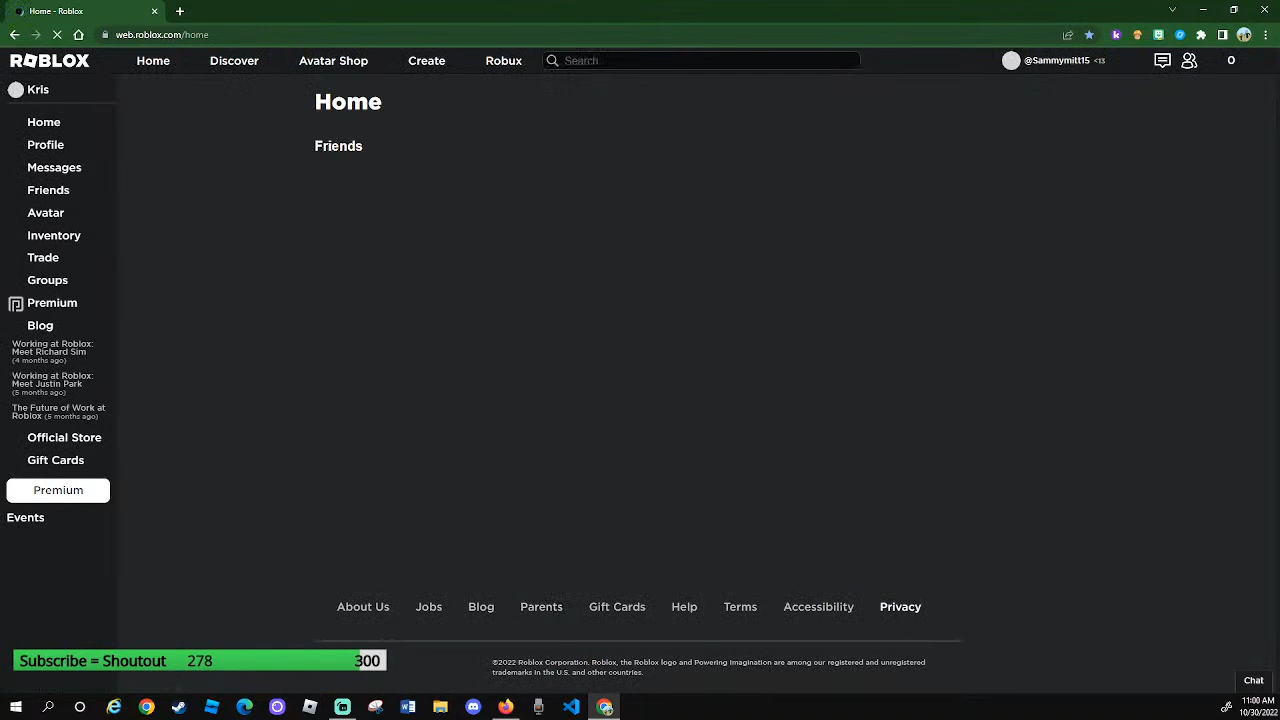 Home - Roblox
web.roblox.com/home
ROBLOX
Home
Discover
Avatar Shop
Create
Robux
Search
@Sammymitt15 <13
0
Kris
Home
Profile
Messages
Friends
Avatar
Inventory
Trade
Groups
Premium
Blog
Working at Roblox:
Meet Richard Sim
(4 months ago)
Working at Roblox:
Meet Justin Park
(5 months ago)
The Future of Work at
Roblox (5 months ago)
Official Store
Gift Cards
Premium
Events
Home
Friends
About Us
Jobs
Blog
Parents
Gift Cards
Help
Terms
Accessibility
Privacy
©2022 Roblox Corporation. Roblox, the Roblox logo and Powering Imagination are among our registered and unregistered
trademarks in the U.S. and other countries.
Subscribe = Shoutout 278 300
Chat
11:00 AM
10/30/2022